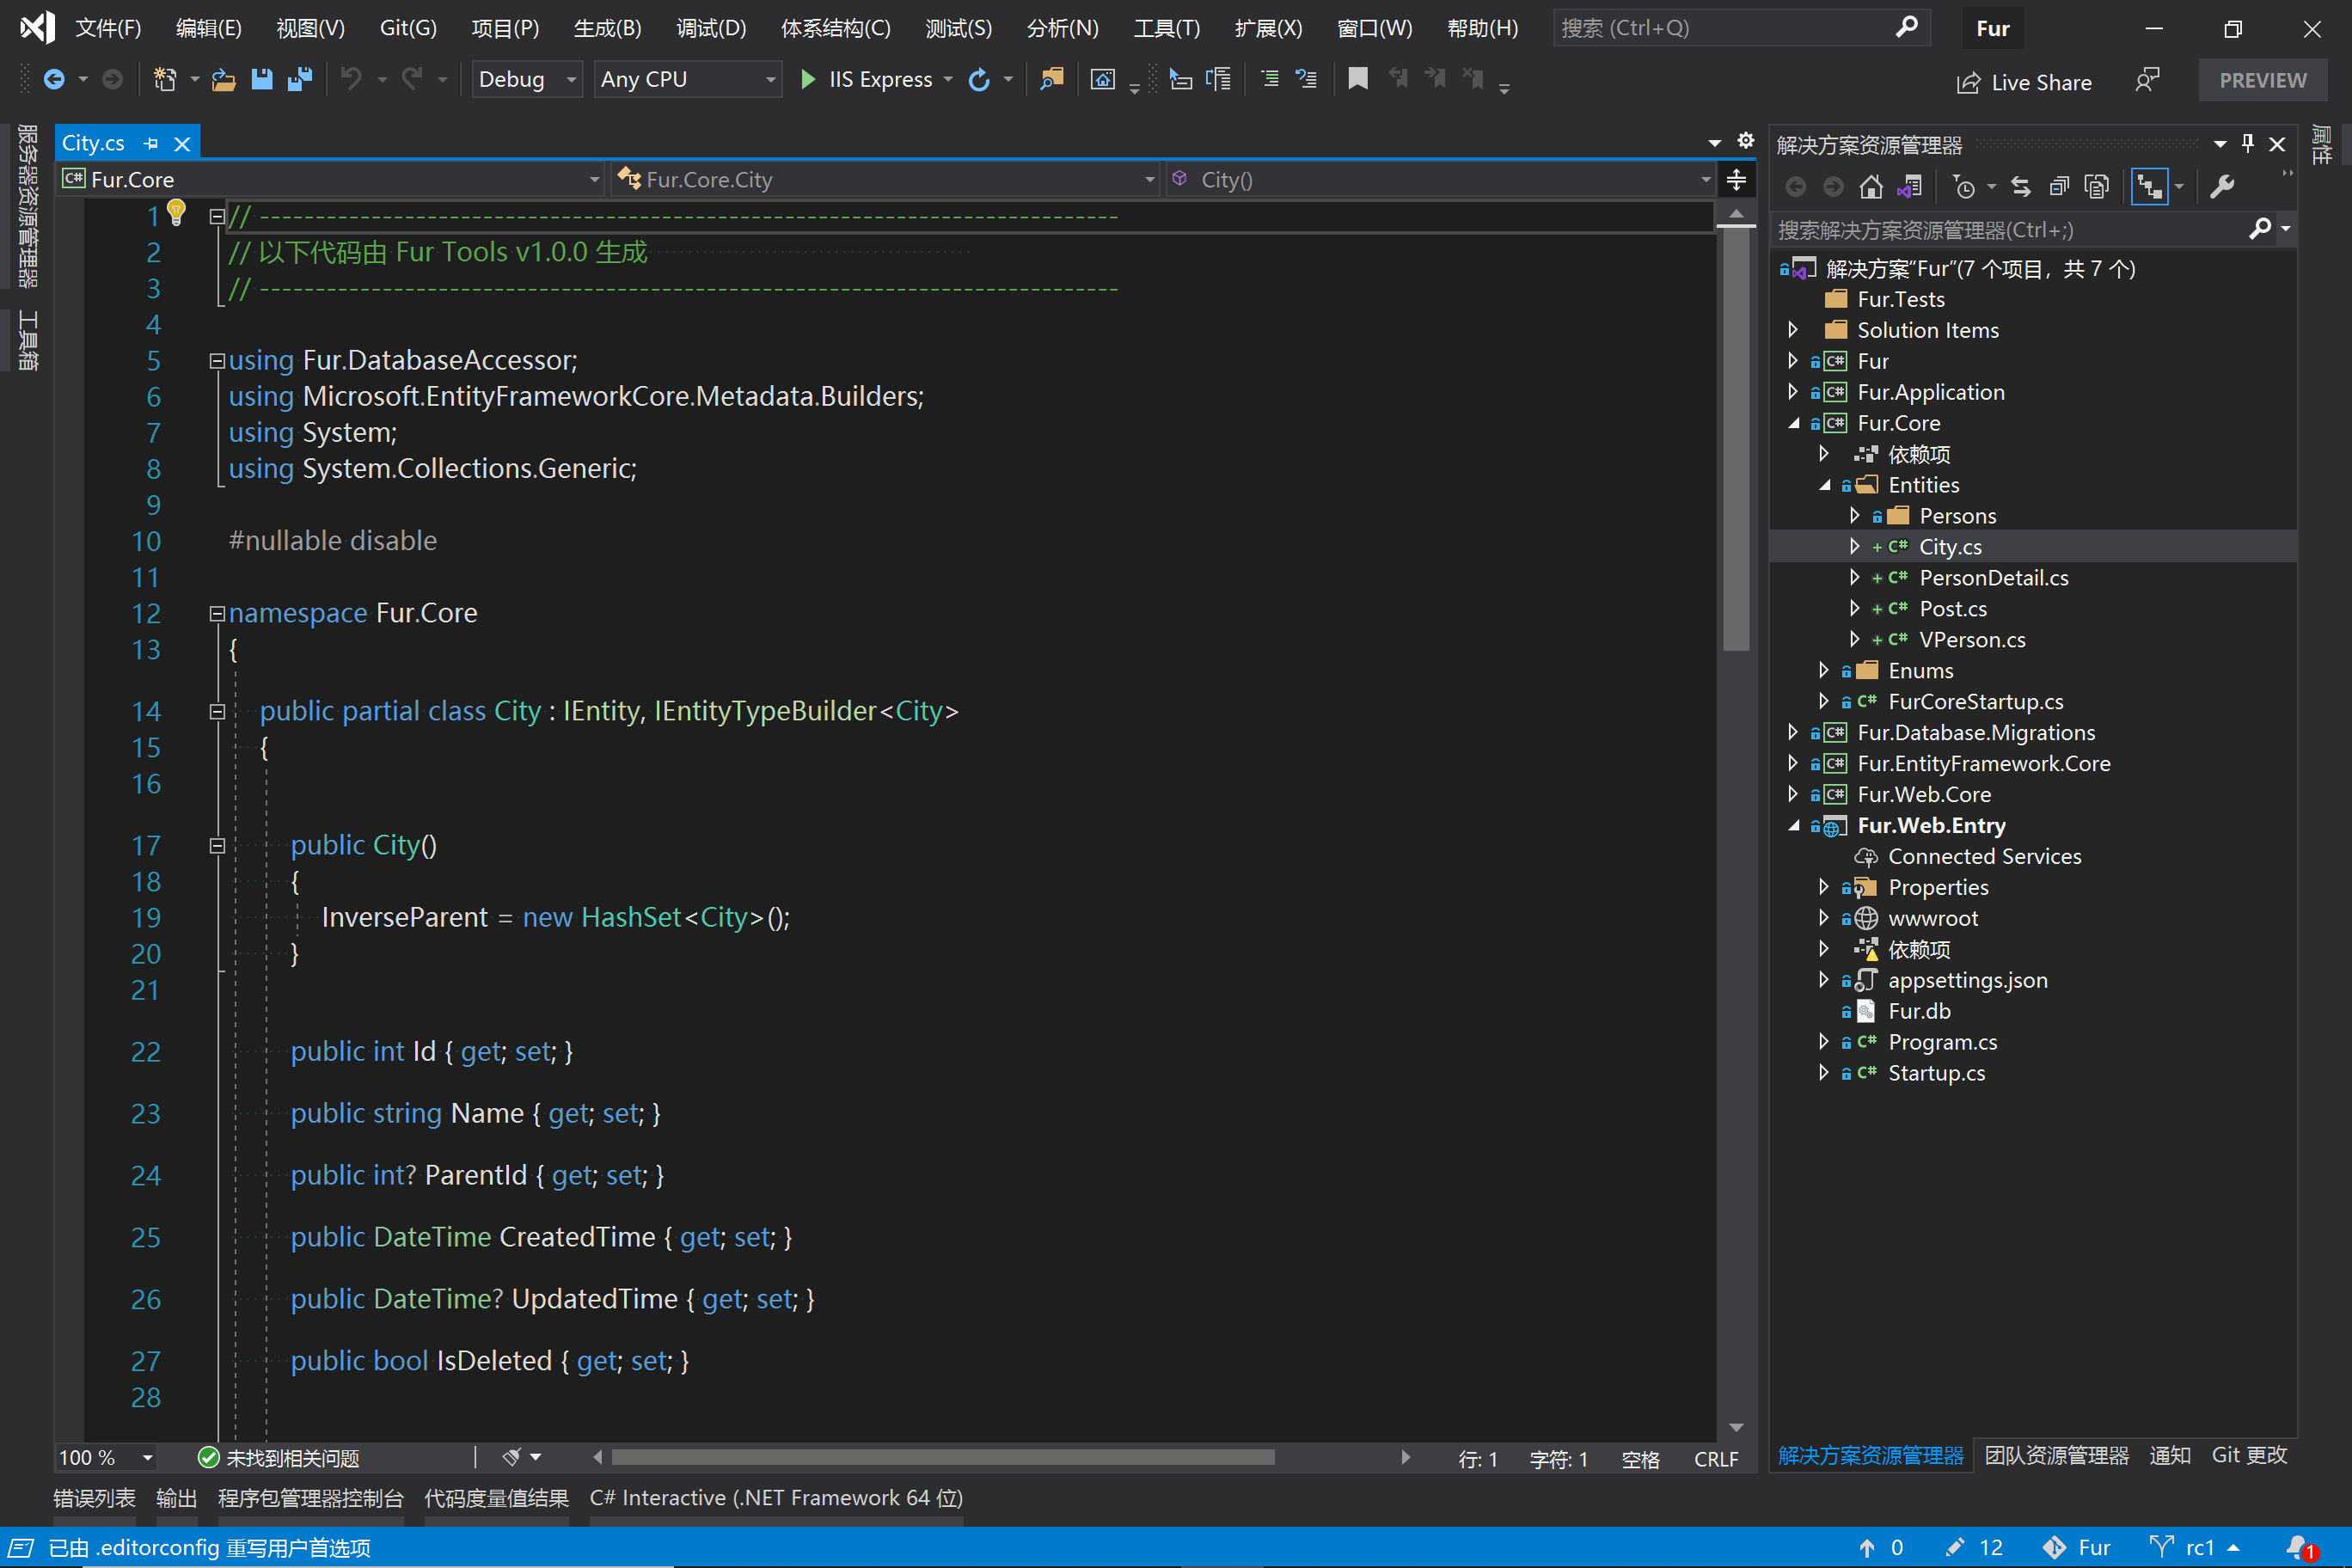 文件(F) 编辑(E) 视图(V) Git(G) 项目(P) 生成(B) 调试(D) 体系结构(C) 测试(S) 分析(N) 工具(T) 扩展(X) 窗口(W) 帮助(H) 搜索 (Ctrl+Q) Fur
Debug Any CPU IIS Express Live Share PREVIEW
服务器资源管理器
工具箱
City.cs
Fur.Core Fur.Core.City City()
1 // -----------------------------------------------------------------------------
2 // 以下代码由 Fur Tools v1.0.0 生成
3 // -----------------------------------------------------------------------------
4
5 using Fur.DatabaseAccessor;
6 using Microsoft.EntityFrameworkCore.Metadata.Builders;
7 using System;
8 using System.Collections.Generic;
9
10 #nullable disable
11
12 namespace Fur.Core
13 {
14 public partial class City : IEntity, IEntityTypeBuilder<City>
15 {
16
17 public City()
18 {
19 InverseParent = new HashSet<City>();
20 }
21
22 public int Id { get; set; }
23 public string Name { get; set; }
24 public int? ParentId { get; set; }
25 public DateTime CreatedTime { get; set; }
26 public DateTime? UpdatedTime { get; set; }
27 public bool IsDeleted { get; set; }
28
100 % 未找到相关问题 行: 1 字符: 1 空格 CRLF
解决方案资源管理器
搜索解决方案资源管理器(Ctrl+;)
解决方案“Fur”(7 个项目，共 7 个)
Fur.Tests
Solution Items
C# Fur
C# Fur.Application
C# Fur.Core
依赖项
Entities
Persons
C# City.cs
C# PersonDetail.cs
C# Post.cs
C# VPerson.cs
Enums
C# FurCoreStartup.cs
C# Fur.Database.Migrations
C# Fur.EntityFramework.Core
C# Fur.Web.Core
Fur.Web.Entry
Connected Services
Properties
wwwroot
依赖项
appsettings.json
Fur.db
C# Program.cs
C# Startup.cs
解决方案资源管理器 团队资源管理器 通知 Git 更改
属性
错误列表 输出 程序包管理器控制台 代码度量值结果 C# Interactive (.NET Framework 64 位)
已由 .editorconfig 重写用户首选项 0 12 Fur rc1 1